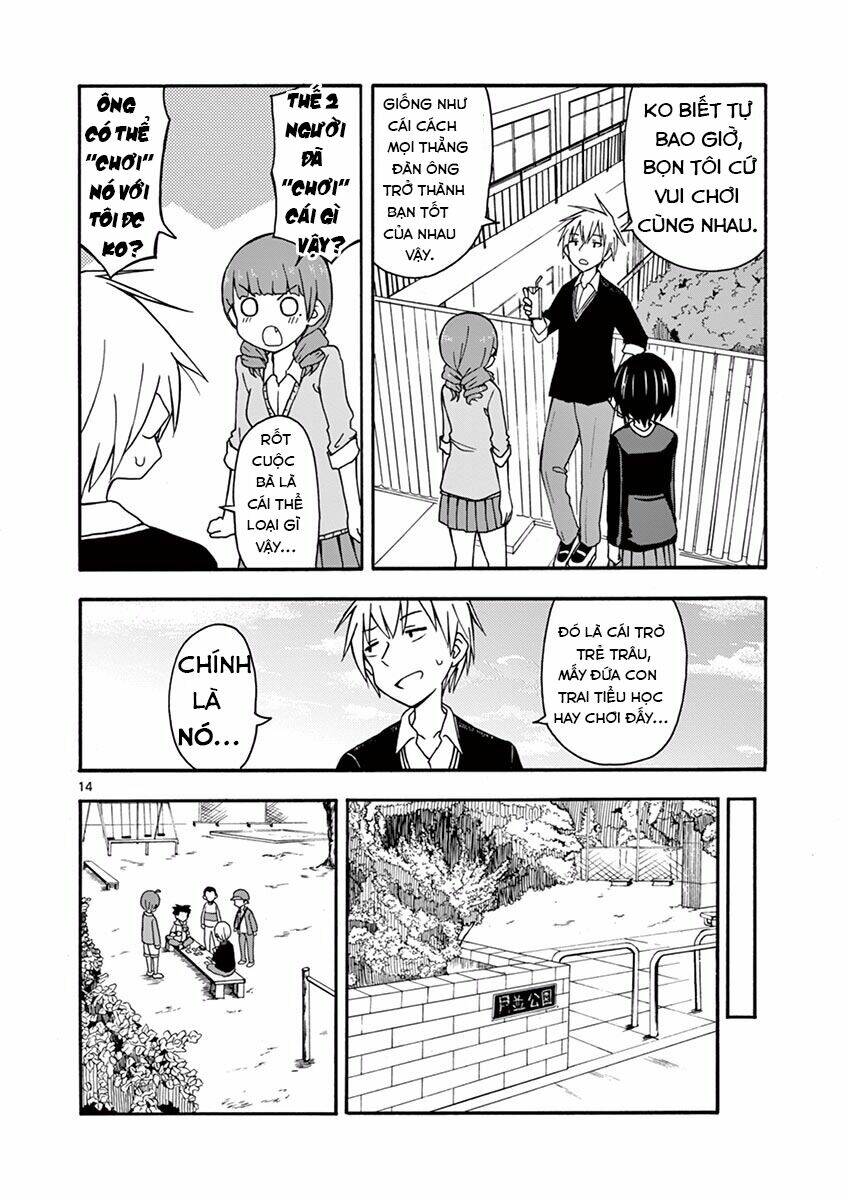 KO BIẾT TỰ
BAO GIỜ,
BỌN TÔI CỨ
VUI CHƠI
CÙNG NHAU.
GIỐNG NHƯ
CÁI CÁCH
MỌI THẰNG
ĐÀN ÔNG
TRỞ THÀNH
BẠN TỐT
CỦA NHAU
VẬY.
THẾ 2
NGƯỜI
ĐÃ
"CHƠI"
CÁI GÌ
VẬY?
ÔNG
CÓ THỂ
"CHƠI"
NÓ VỚI
TÔI ĐC
KO?
RỐT
CUỘC
BÀ LÀ
CÁI THỂ
LOẠI GÌ
VẬY...
ĐÓ LÀ CÁI TRÒ
TRẺ TRÂU,
MẤY ĐỨA CON
TRAI TIỂU HỌC
HAY CHƠI ĐẤY...
CHÍNH
LÀ
NÓ...
14
公園